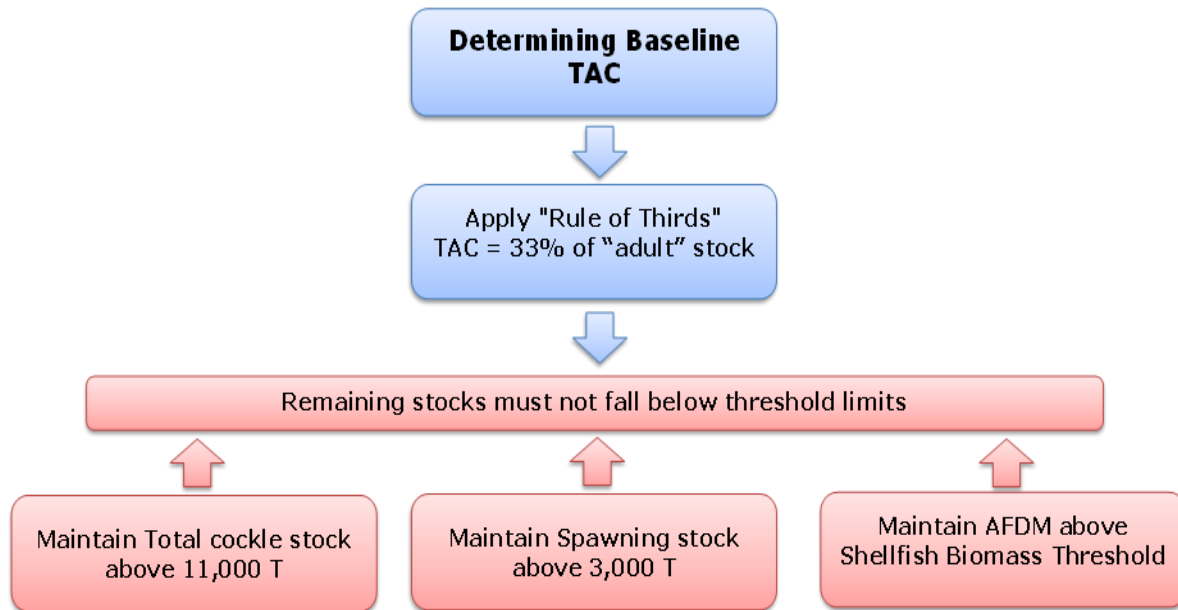 Determining Baseline
TAC
Apply "Rule of Thirds"
TAC = 33% of “adult” stock
Remaining stocks must not fall below threshold limits
Maintain Total cockle stock
above 11,000 T
Maintain Spawning stock
above 3,000 T
Maintain AFDM above
Shellfish Biomass Threshold